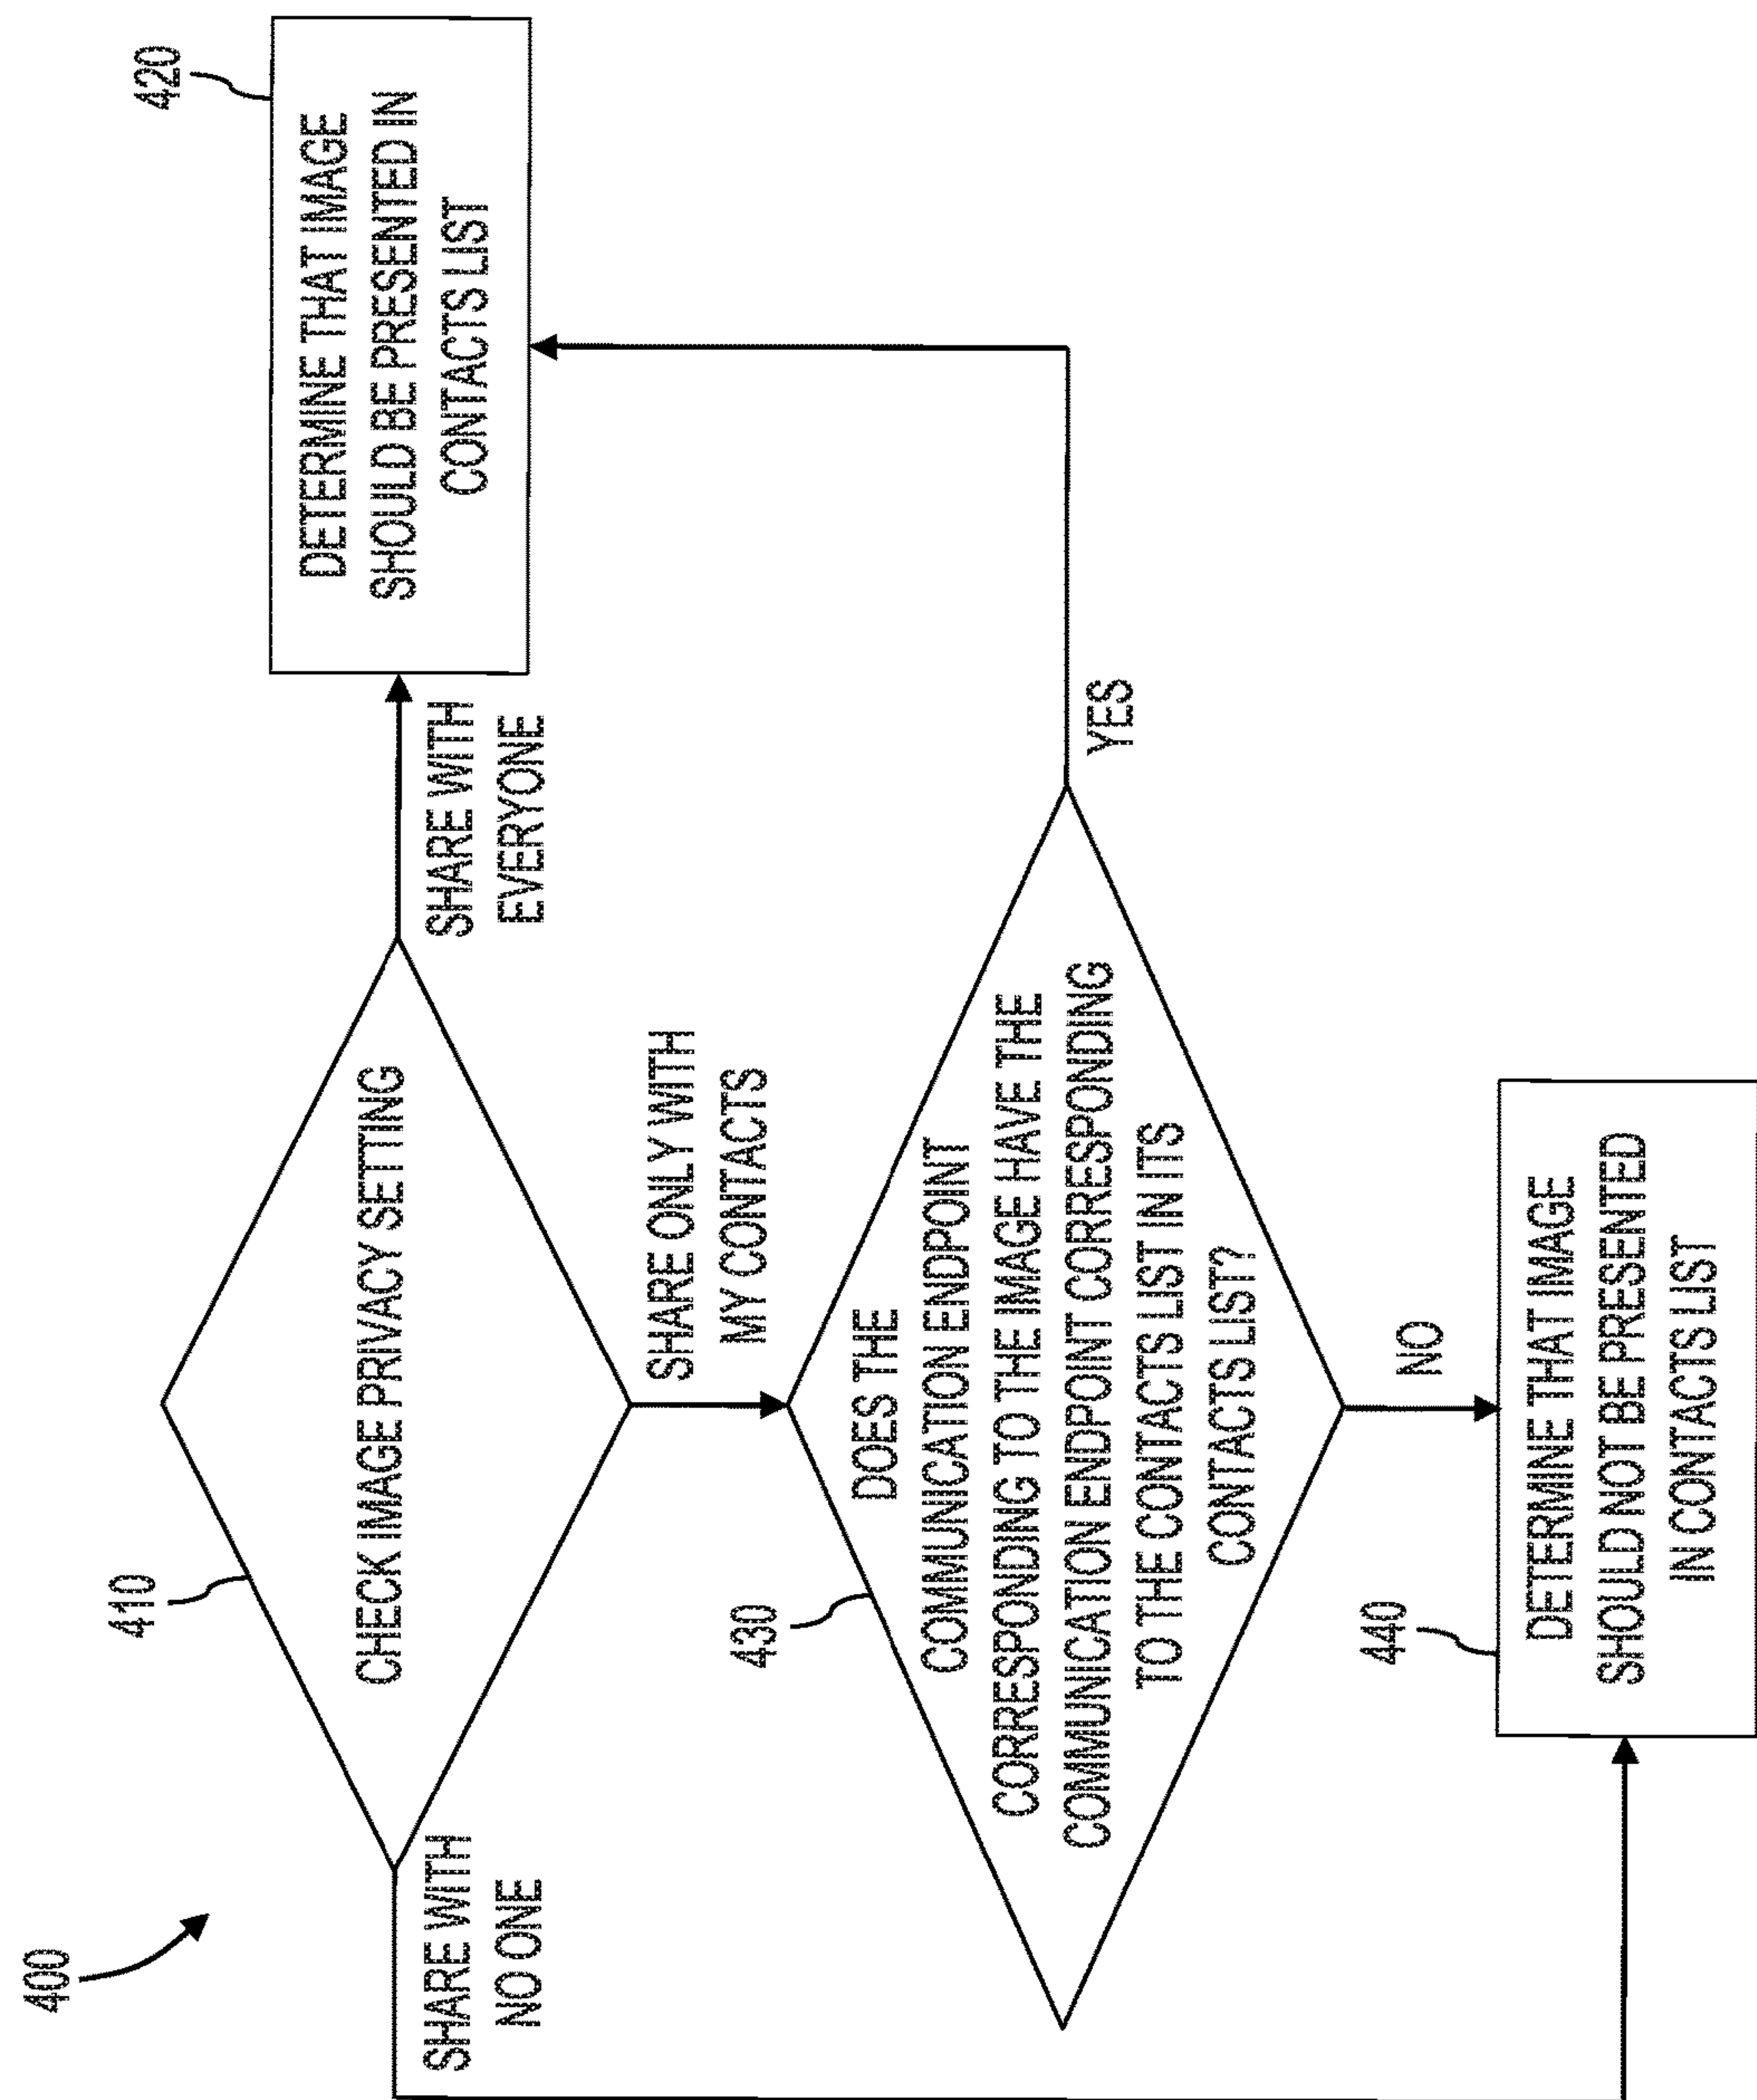 400
410
CHECK IMAGE PRIVACY SETTING
SHARE WITH
NO ONE
SHARE WITH
EVERYONE
420
DETERMINE THAT IMAGE
SHOULD BE PRESENTED IN
CONTACTS LIST
SHARE ONLY WITH
MY CONTACTS
430
DOES THE
COMMUNICATION ENDPOINT
CORRESPONDING TO THE IMAGE HAVE THE
COMMUNICATION ENDPOINT CORRESPONDING
TO THE CONTACTS LIST IN ITS
CONTACTS LIST?
YES
NO
440
DETERMINE THAT IMAGE
SHOULD NOT BE PRESENTED
IN CONTACTS LIST